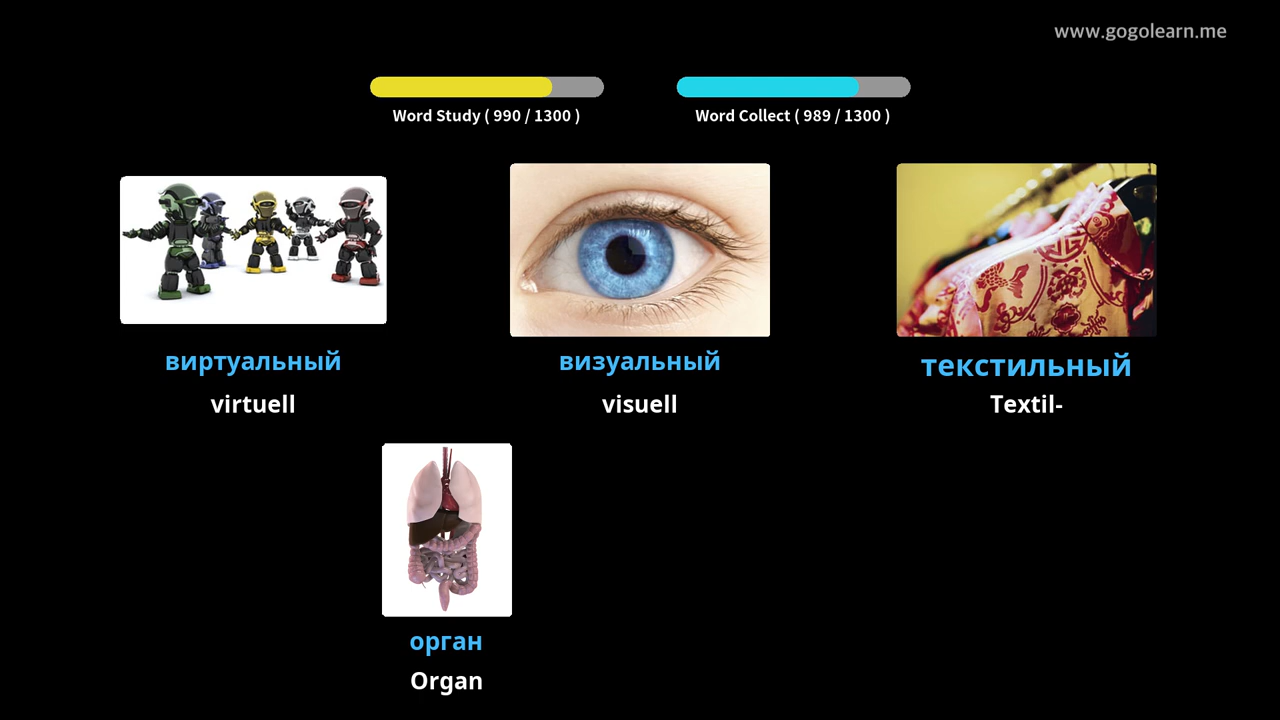 www.gogolearn.me
Word Study ( 990 / 1300 )
Word Collect ( 989 / 1300 )
виртуальный
визуальный
текстильный
virtuell
visuell
Textil-
орган
Organ